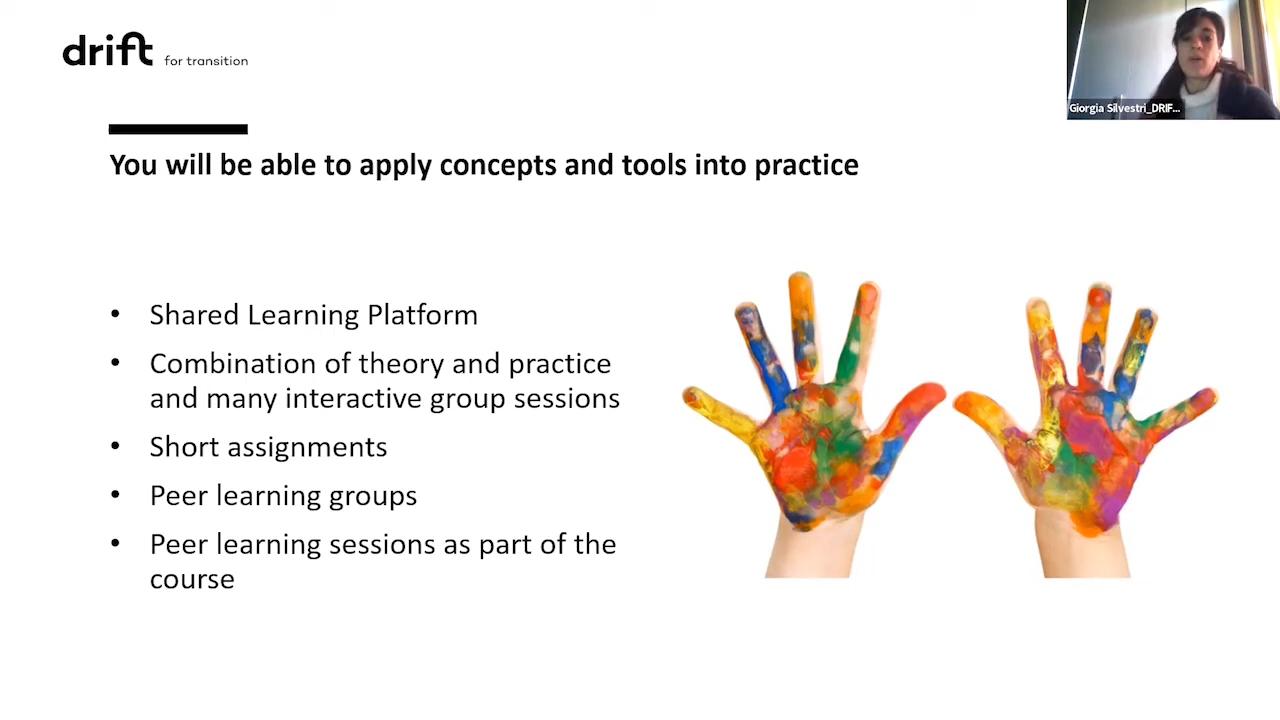 drift for transition
Giorgia Silvestri_DRIF...
You will be able to apply concepts and tools into practice
• Shared Learning Platform
• Combination of theory and practice
and many interactive group sessions
• Short assignments
• Peer learning groups
• Peer learning sessions as part of the
course